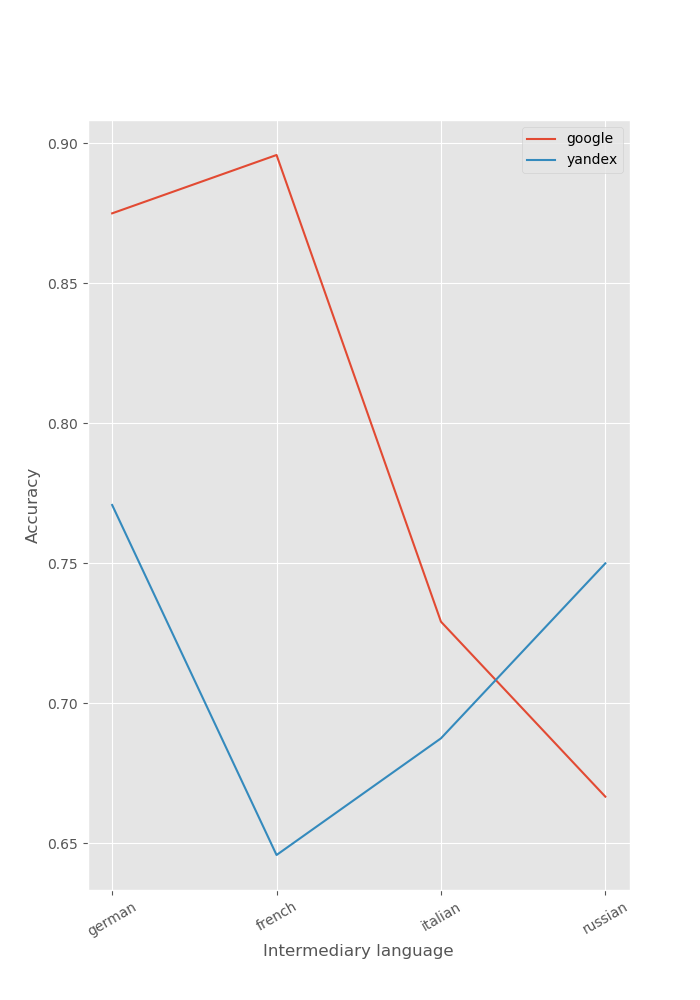 google
yandex
0.90
0.85
0.80
0.75
0.70
0.65
Accuracy
german
french
italian
russian
Intermediary language